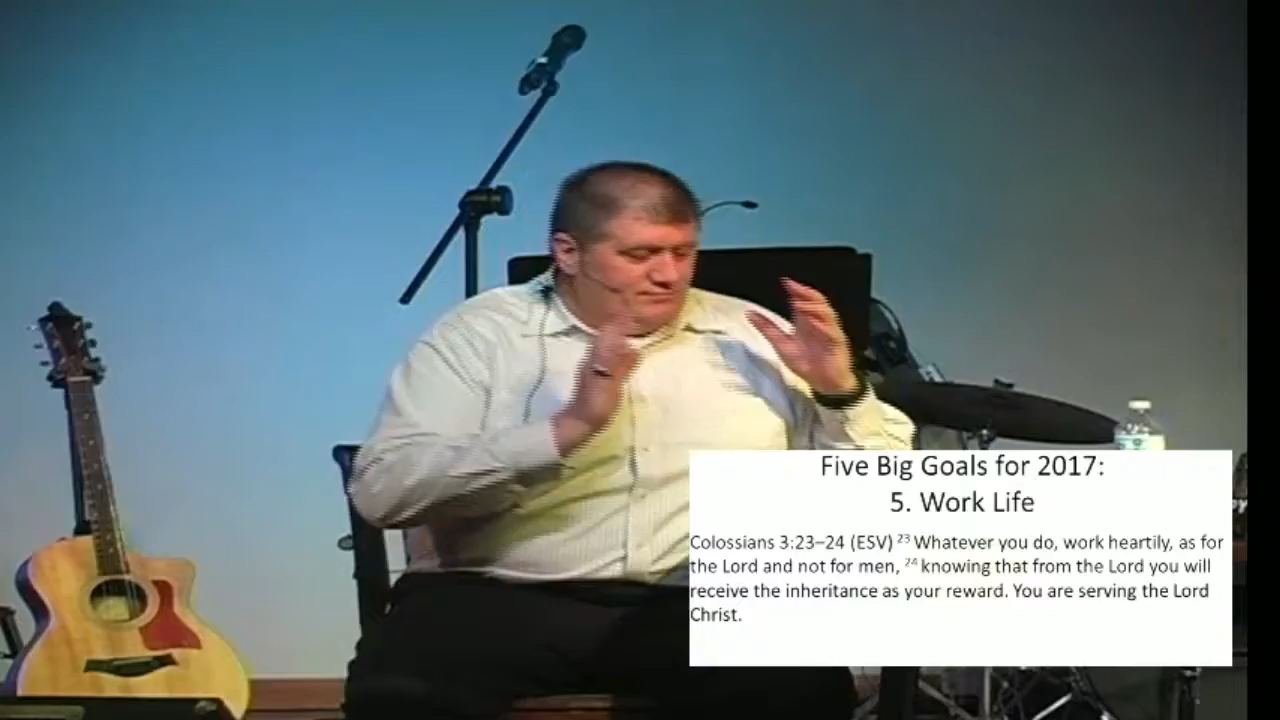 Five Big Goals for 2017:
5. Work Life
Colossians 3:23–24 (ESV) ²³ Whatever you do, work heartily, as for
the Lord and not for men, ²⁴ knowing that from the Lord you will
receive the inheritance as your reward. You are serving the Lord
Christ.